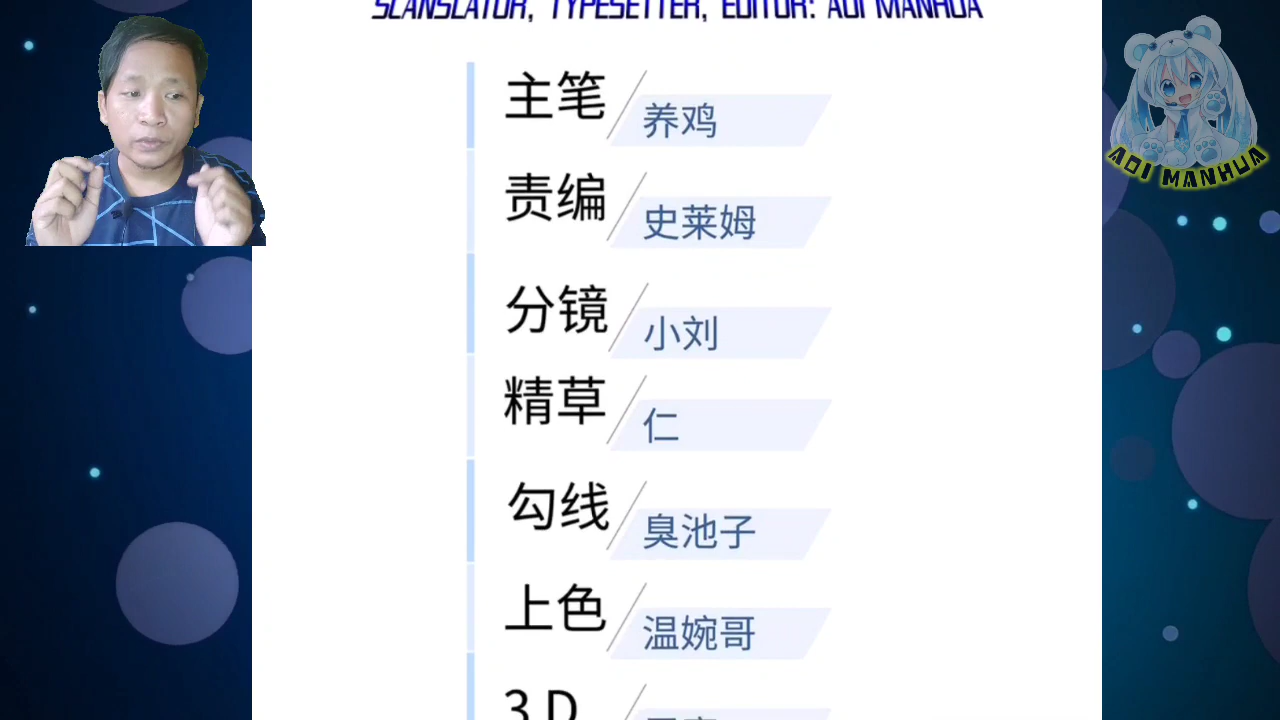 SLANSLATOR, TYPESETTER, EDITOR: AOI MANHUA
AOI MANHUA
主笔
养鸡
责编
史莱姆
分镜
小刘
精草
仁
勾线
臭池子
上色
温婉哥
3D